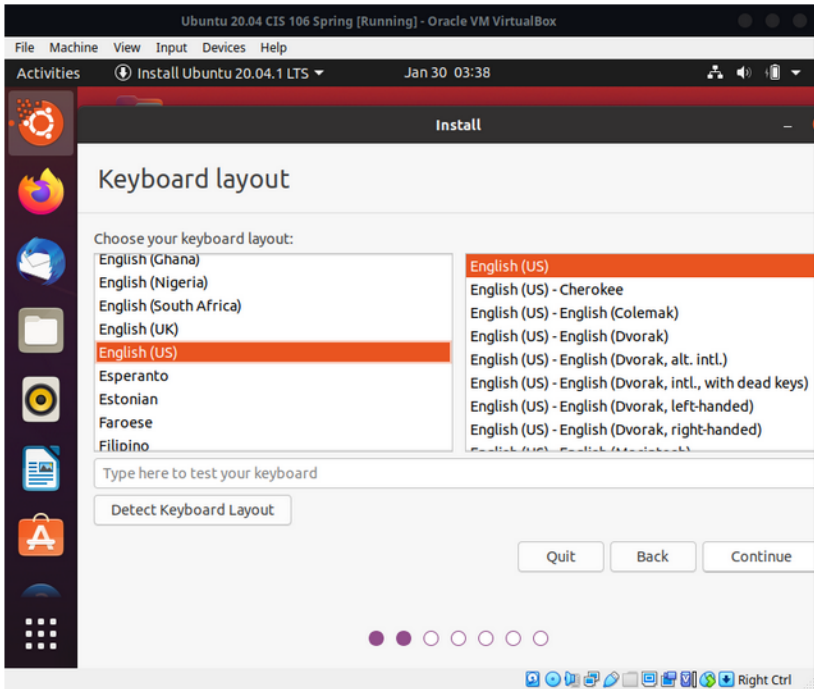 Ubuntu 20.04 CIS 106 Spring [Running] - Oracle VM VirtualBox
File Machine View Input Devices Help
Activities Install Ubuntu 20.04.1 LTS Jan 30 03:38
Install
Keyboard layout
Choose your keyboard layout:
English (Ghana)
English (Nigeria)
English (South Africa)
English (UK)
English (US)
Esperanto
Estonian
Faroese
Filipino
English (US)
English (US) - Cherokee
English (US) - English (Colemak)
English (US) - English (Dvorak)
English (US) - English (Dvorak, alt. intl.)
English (US) - English (Dvorak, intl., with dead keys)
English (US) - English (Dvorak, left-handed)
English (US) - English (Dvorak, right-handed)
English (US) - English (Macintosh)
Type here to test your keyboard
Detect Keyboard Layout
Quit Back Continue
Right Ctrl